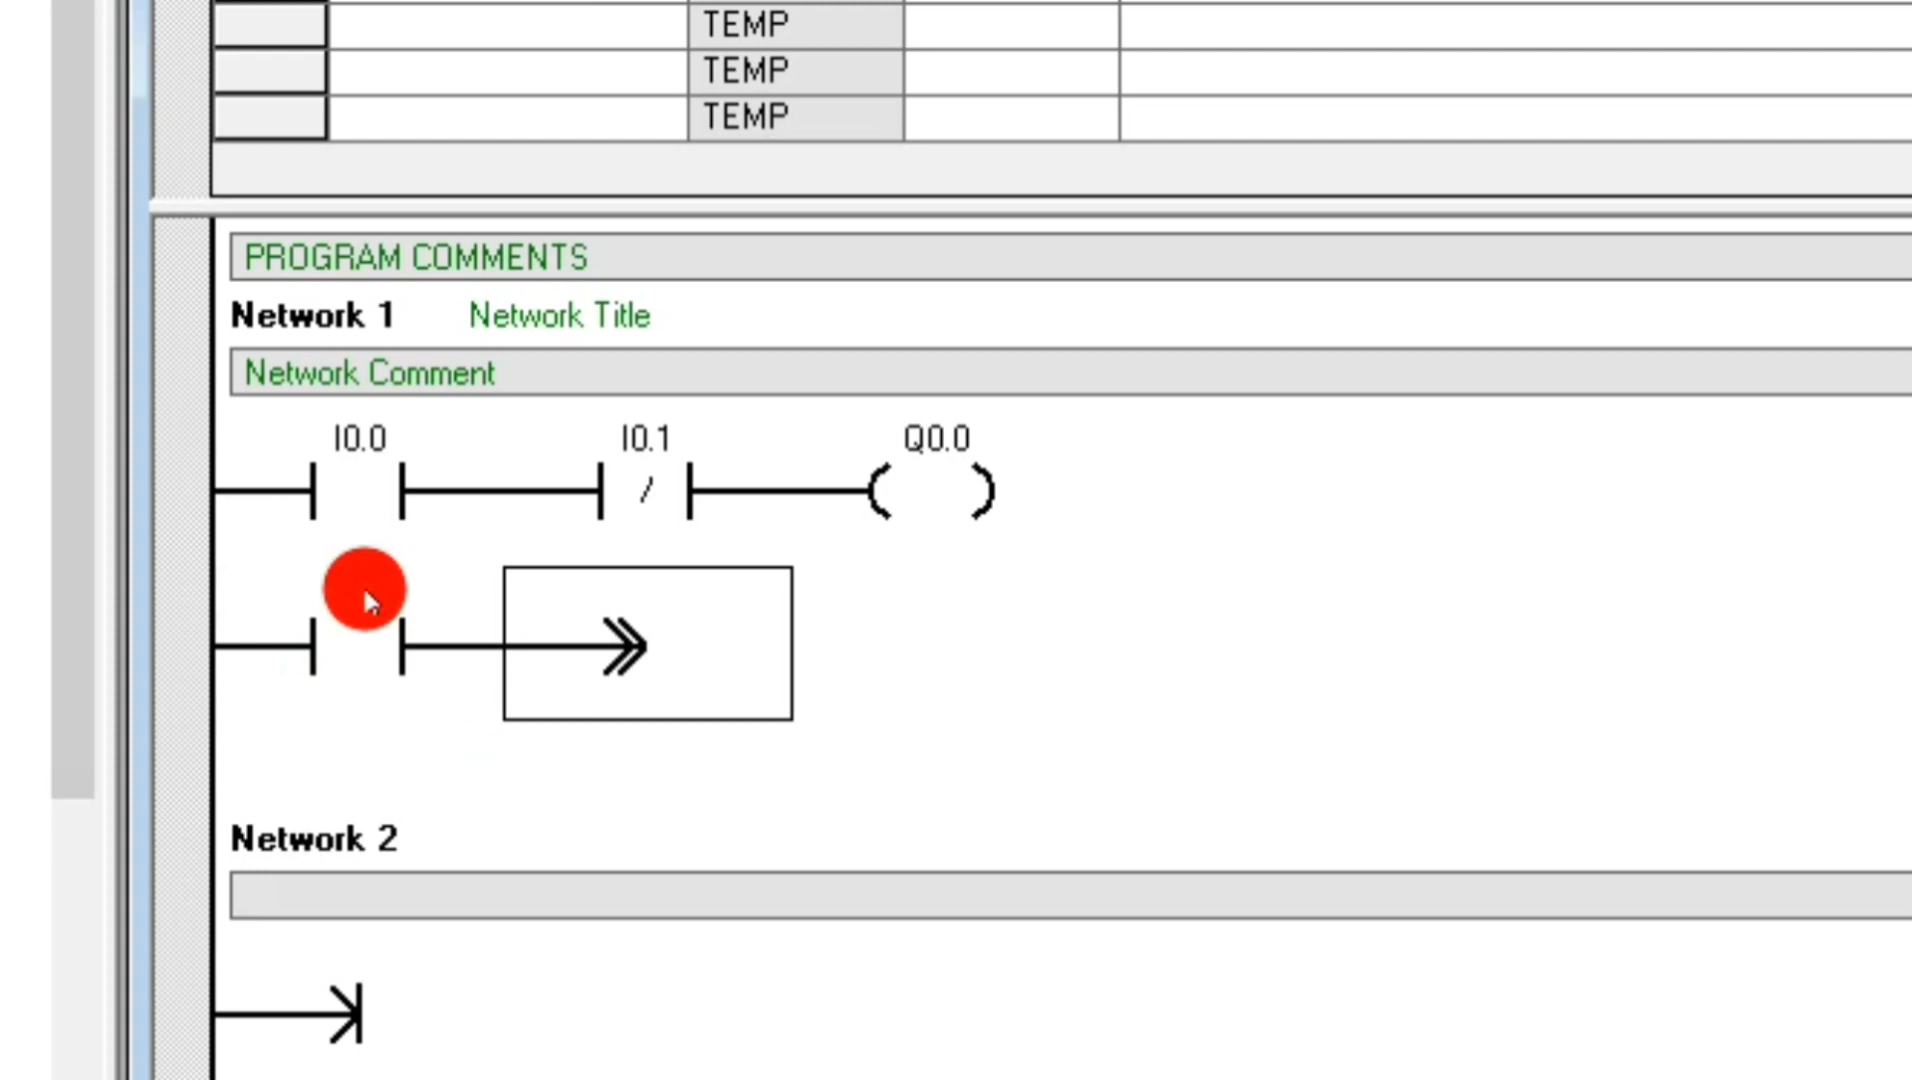 TEMP
TEMP
TEMP
PROGRAM COMMENTS
Network 1 Network Title
Network Comment
I0.0 I0.1 Q0.0
/
Network 2